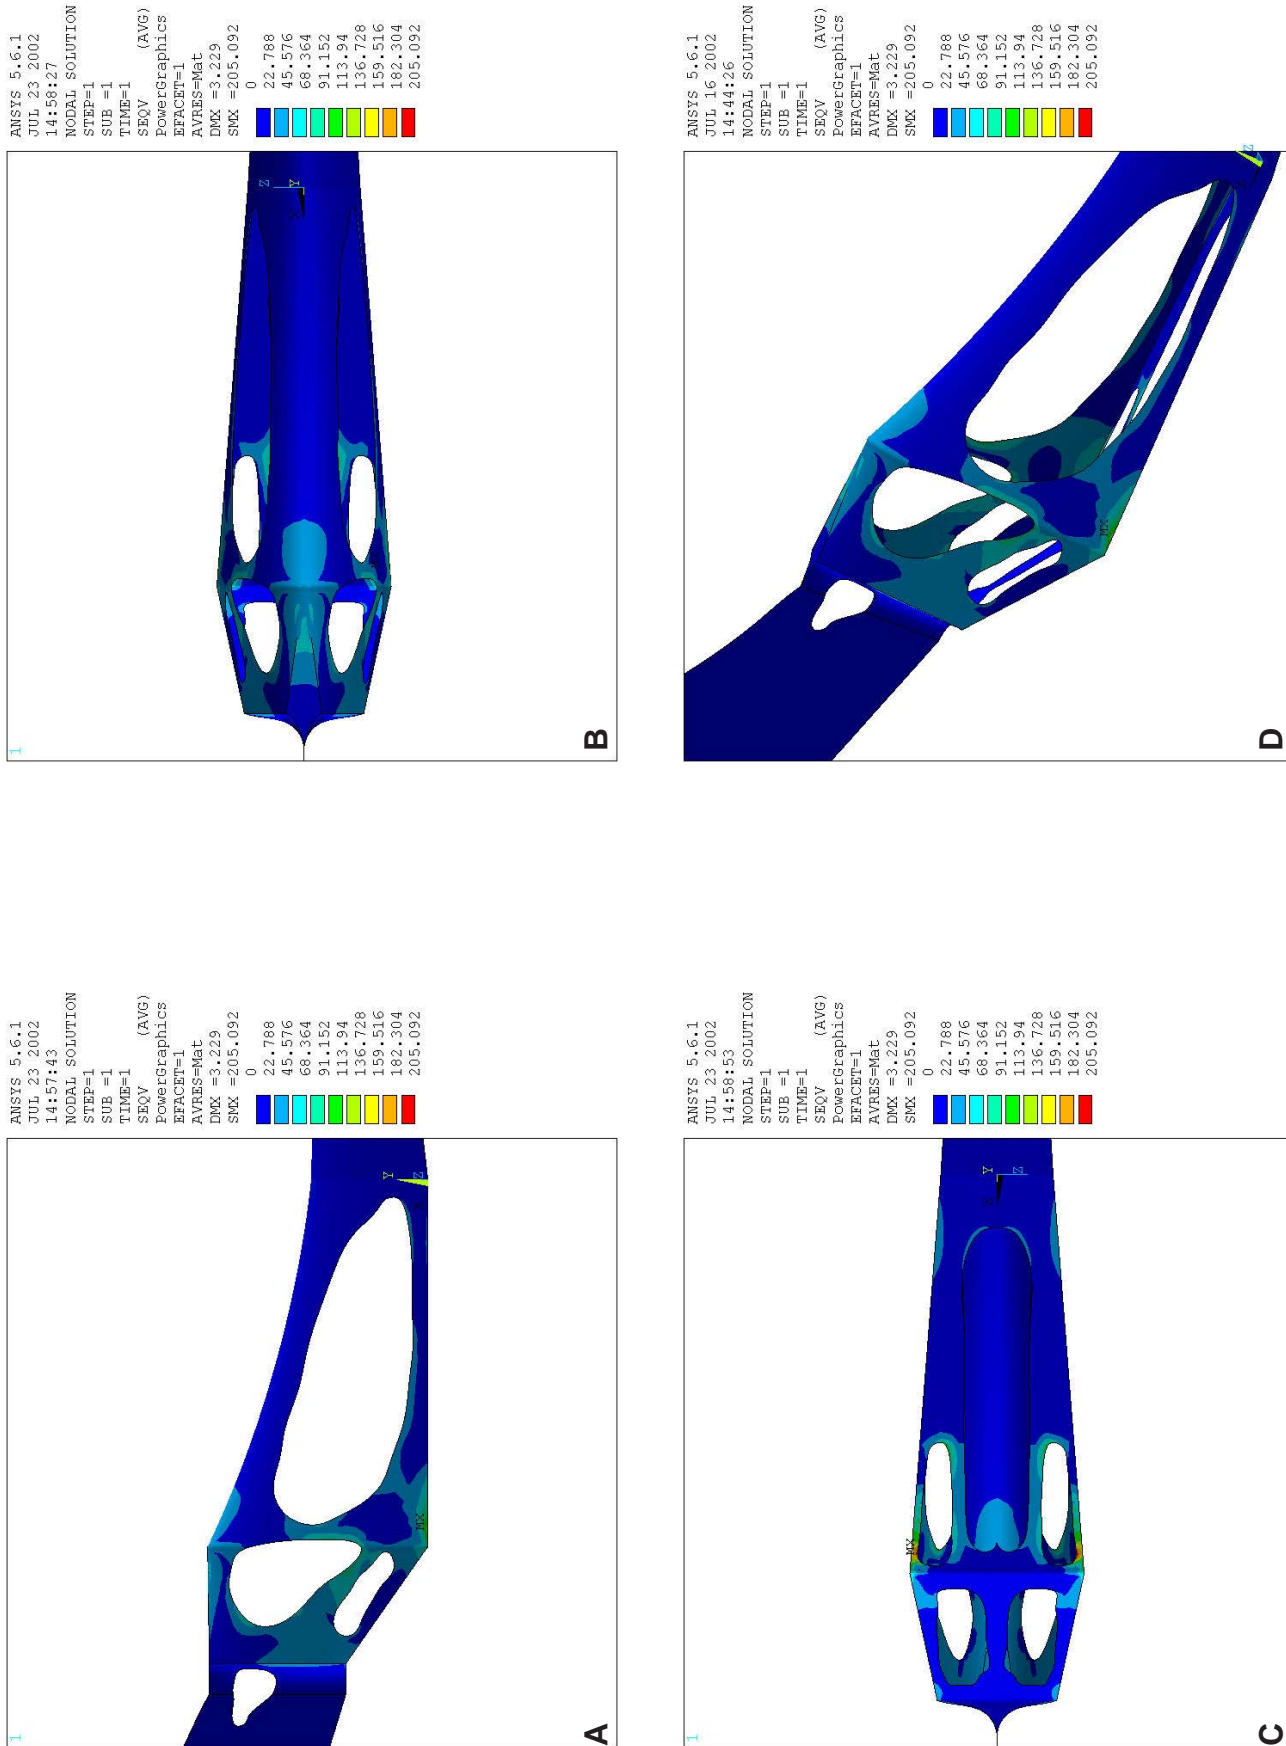 1
ANSYS 5.6.1
JUL 23 2002
14:57:43
NODAL SOLUTION
STEP=1
SUB =1
TIME=1
SEQV (AVG)
PowerGraphics
EFACET=1
AVRES=Mat
DMX =3.229
SMX =205.092
0
22.788
45.576
68.364
91.152
113.94
136.728
159.516
182.304
205.092
MX
Y
Z
X
A
1
ANSYS 5.6.1
JUL 23 2002
14:58:27
NODAL SOLUTION
STEP=1
SUB =1
TIME=1
SEQV (AVG)
PowerGraphics
EFACET=1
AVRES=Mat
DMX =3.229
SMX =205.092
0
22.788
45.576
68.364
91.152
113.94
136.728
159.516
182.304
205.092
Z
Y
X
B
ANSYS 5.6.1
JUL 23 2002
14:58:53
NODAL SOLUTION
STEP=1
SUB =1
TIME=1
SEQV (AVG)
PowerGraphics
EFACET=1
AVRES=Mat
DMX =3.229
SMX =205.092
0
22.788
45.576
68.364
91.152
113.94
136.728
159.516
182.304
205.092
MX
Y
X
Z
C
ANSYS 5.6.1
JUL 16 2002
14:44:26
NODAL SOLUTION
STEP=1
SUB =1
TIME=1
SEQV (AVG)
PowerGraphics
EFACET=1
AVRES=Mat
DMX =3.229
SMX =205.092
0
22.788
45.576
68.364
91.152
113.94
136.728
159.516
182.304
205.092
MX
Z
D